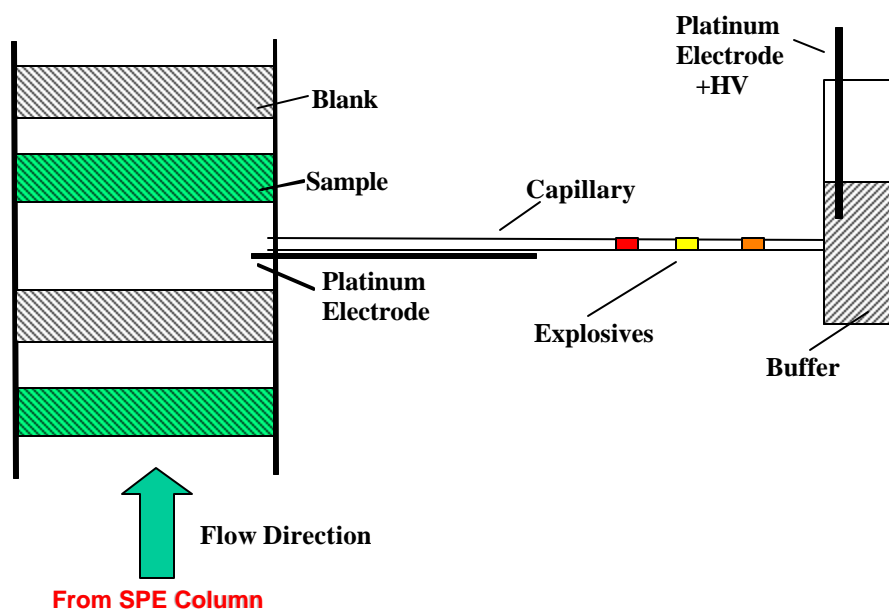 Platinum
Electrode
+HV
Blank
Sample
Capillary
Platinum
Electrode
Explosives
Buffer
Flow Direction
From SPE Column